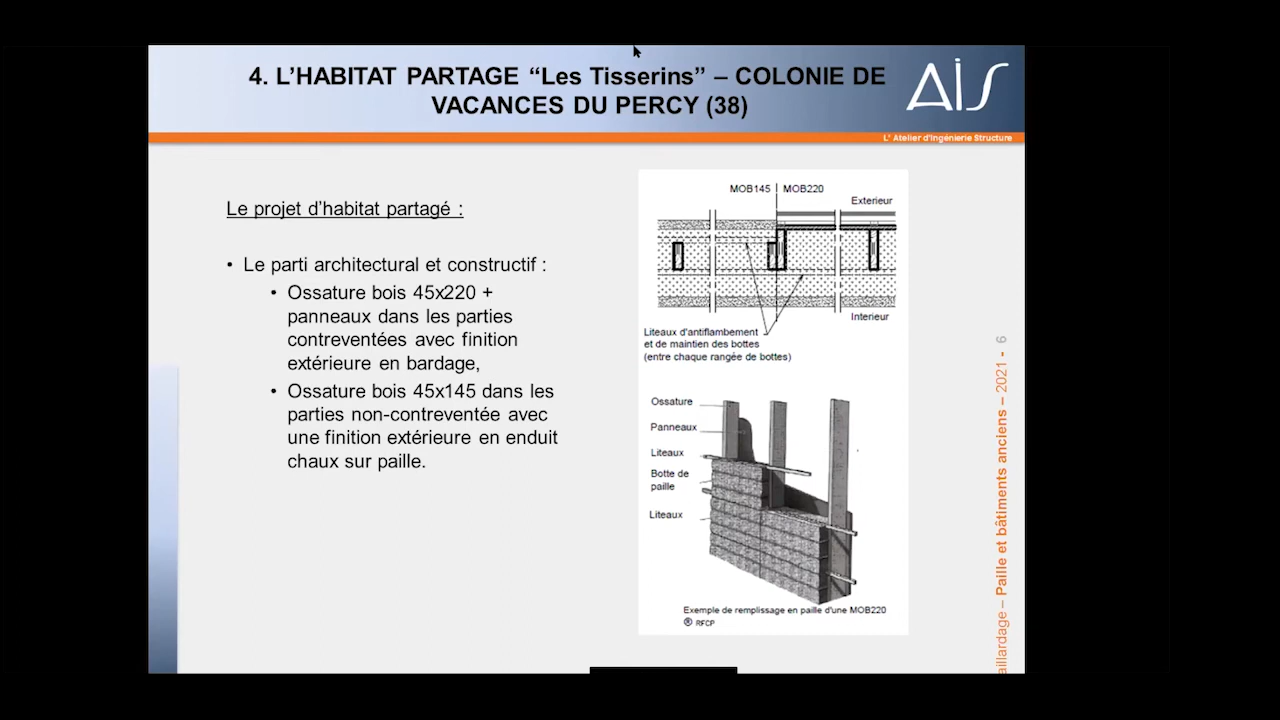 4. L’HABITAT PARTAGE “Les Tisserins” – COLONIE DE
VACANCES DU PERCY (38)
AIS
L’ Atelier d’Ingénierie Structure
Le projet d’habitat partagé :
• Le parti architectural et constructif :
• Ossature bois 45x220 +
panneaux dans les parties
contreventées avec finition
extérieure en bardage,
• Ossature bois 45x145 dans les
parties non-contreventée avec
une finition extérieure en enduit
chaux sur paille.
MOB145 | MOB220
Exterieur
Interieur
Liteaux d'antiflambement
et de maintien des bottes
(entre chaque rangée de bottes)
Ossature
Panneaux
Liteaux
Botte de
paille
Liteaux
Exemple de remplissage en paille d'une MOB220
® RFCP
aillardage – Paille et bâtiments anciens – 2021 - 6